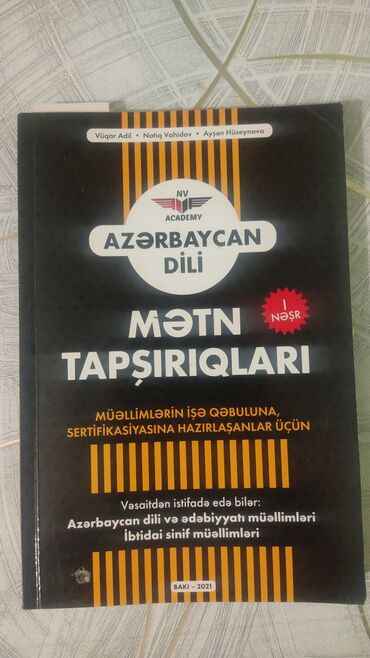 Vüqar Adil • Natiq Vahidov • Ayşən Hüseynova
NV
ACADEMY
AZƏRBAYCAN
DİLİ
MƏTN
TAPŞIRIQLARI
I
NƏŞR
MÜƏLLİMLƏRİN İŞƏ QƏBULUNA,
SERTİFİKASİYASINA HAZIRLAŞANLAR ÜÇÜN
Vəsaitdən istifadə edə bilər:
Azərbaycan dili və ədəbiyyatı müəllimləri
İbtidai sinif müəllimləri
BAKI – 2021